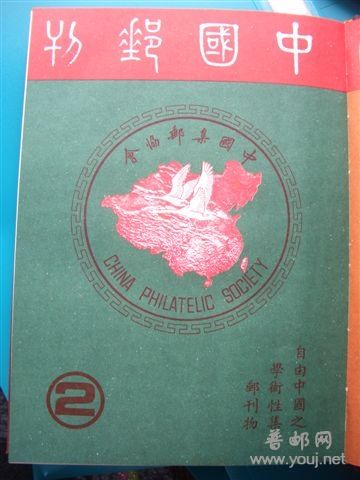 中國郵刊
中國集郵協會
CHINA PHILATELIC SOCIETY
2
自由中國之
學術性集
郵刊物
普邮网
www.youj.net